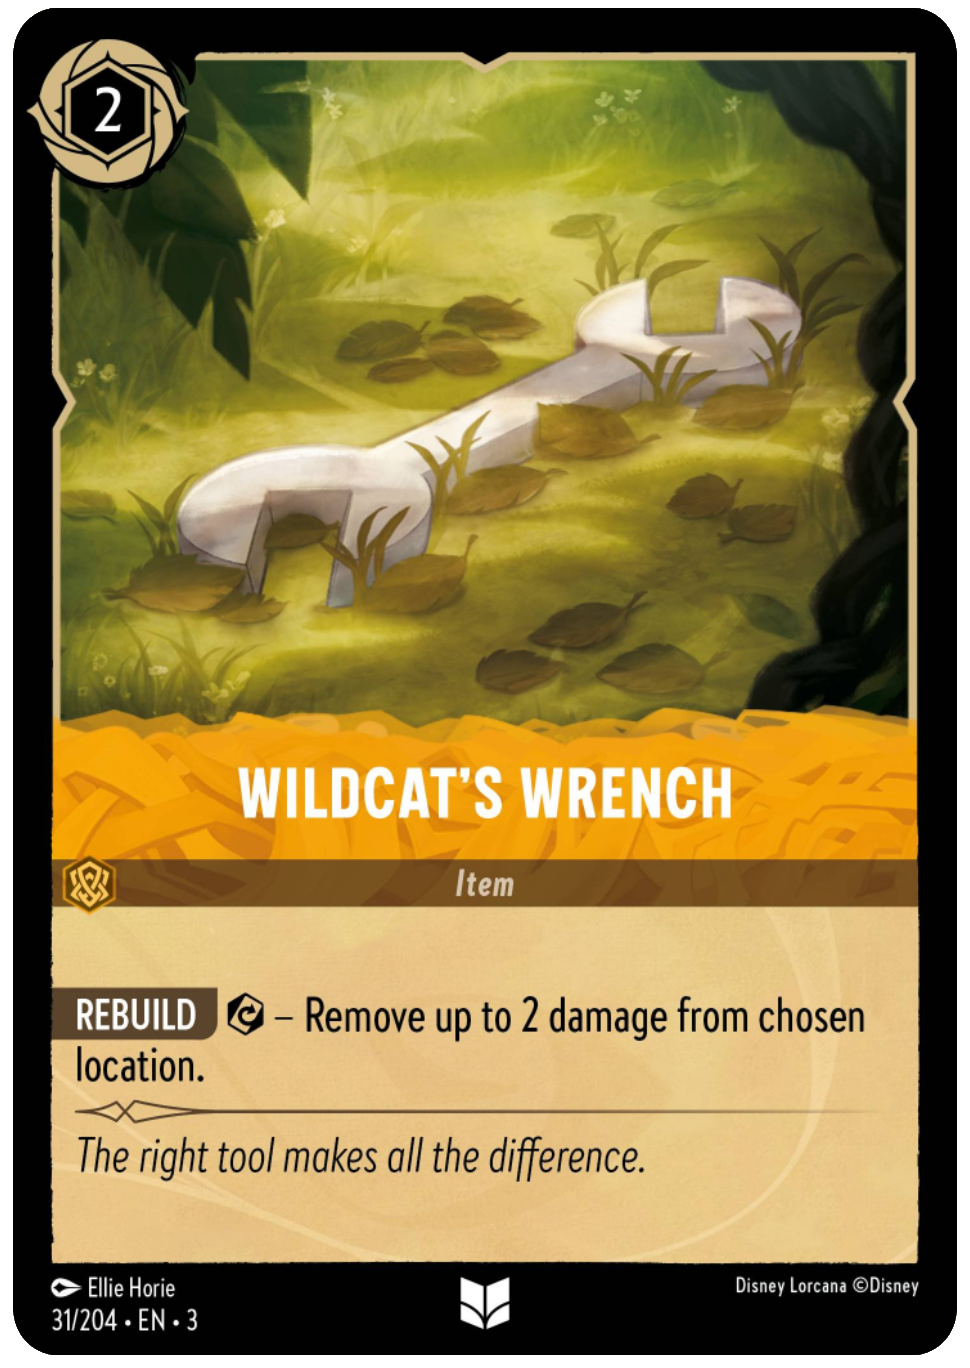 2
WILDCAT'S WRENCH
Item
REBUILD – Remove up to 2 damage from chosen
location.
The right tool makes all the difference.
Ellie Horie
31/204 • EN • 3
Disney Lorcana ©Disney